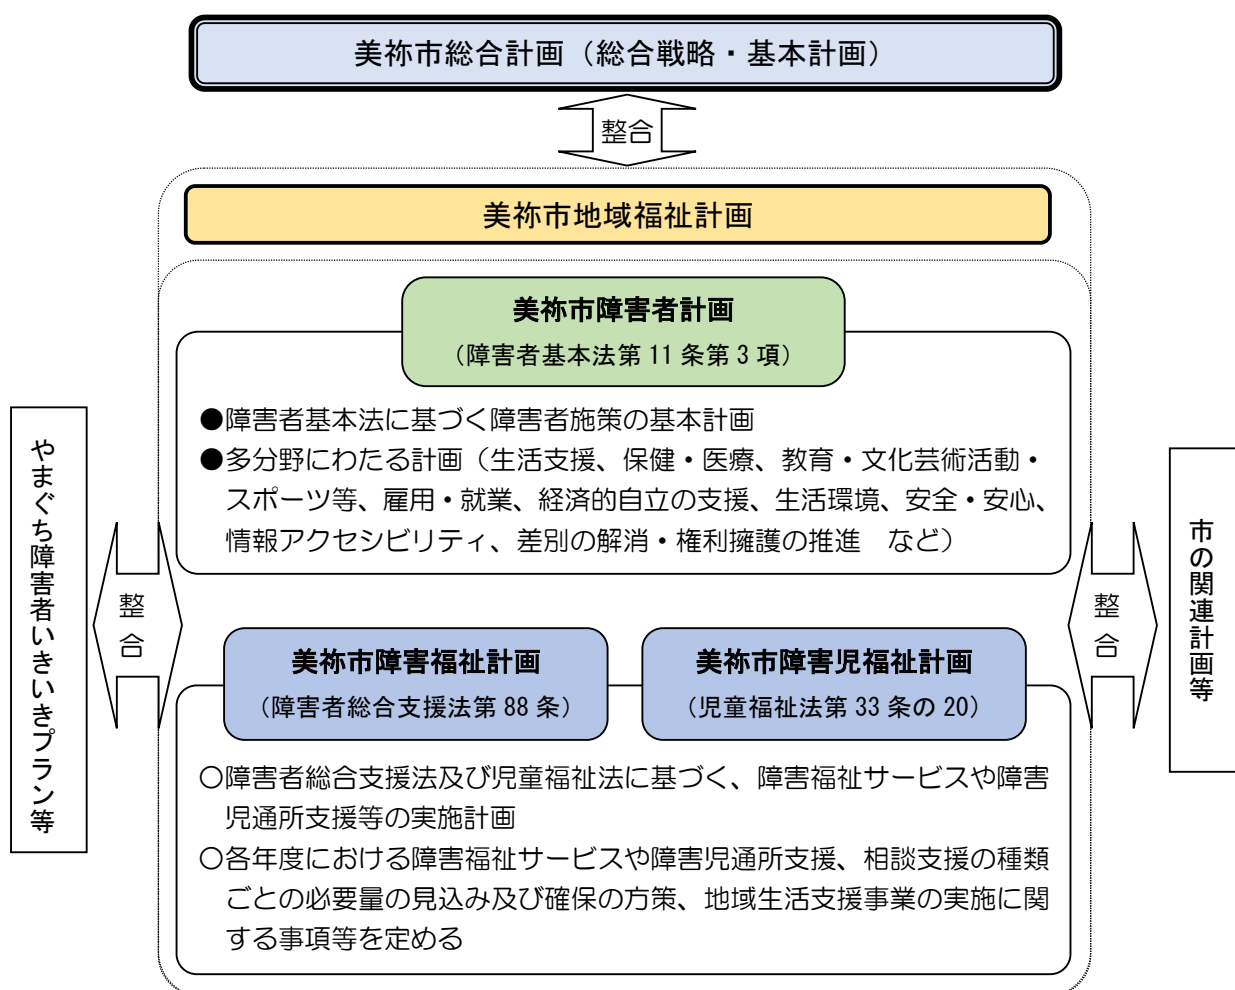 美祢市総合計画（総合戦略・基本計画）
整合
美祢市地域福祉計画
美祢市障害者計画
（障害者基本法第 11 条第 3 項）
●障害者基本法に基づく障害者施策の基本計画
●多分野にわたる計画（生活支援、保健・医療、教育・文化芸術活動・
スポーツ等、雇用・就業、経済的自立の支援、生活環境、安全・安心、
情報アクセシビリティ、差別の解消・権利擁護の推進　など）
やまぐち障害者いきいきプラン等
整合
整合
市の関連計画等
美祢市障害福祉計画
（障害者総合支援法第 88 条）
美祢市障害児福祉計画
（児童福祉法第 33 条の 20）
〇障害者総合支援法及び児童福祉法に基づく、障害福祉サービスや障害
児通所支援等の実施計画
〇各年度における障害福祉サービスや障害児通所支援、相談支援の種類
ごとの必要量の見込み及び確保の方策、地域生活支援事業の実施に関
する事項等を定める